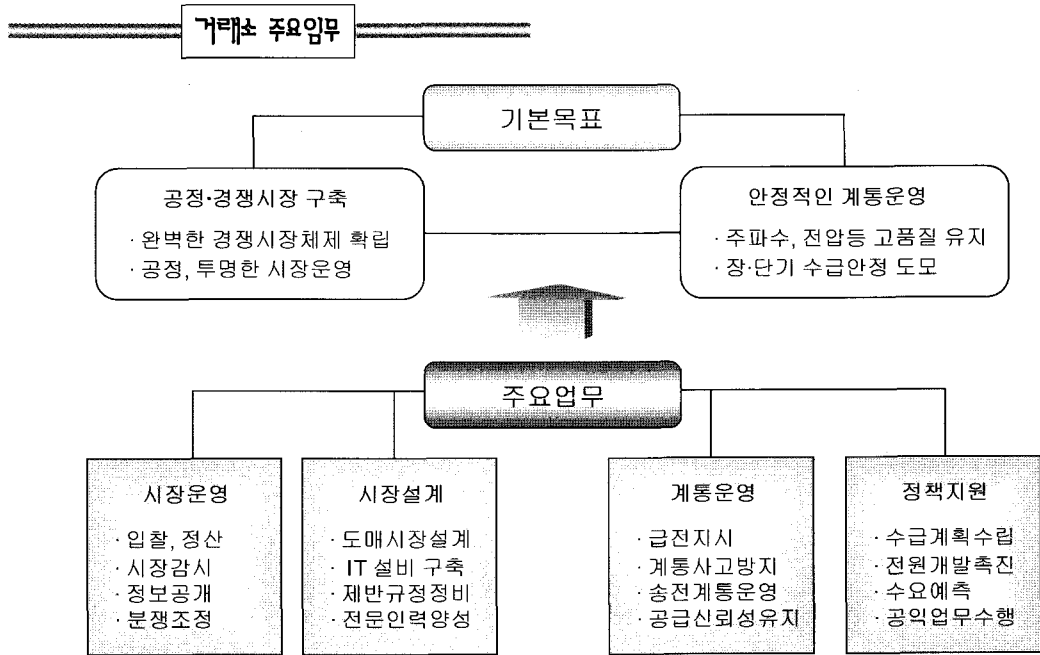 거래소 주요임무
기본목표
공정·경쟁시장 구축
· 완벽한 경쟁시장체제 확립
· 공정, 투명한 시장운영
안정적인 계통운영
· 주파수, 전압등 고품질 유지
· 장·단기 수급안정 도모
주요업무
시장운영
· 입찰, 정산
· 시장감시
· 정보공개
· 분쟁조정
시장설계
· 도매시장설계
· IT 설비 구축
· 제반규정정비
· 전문인력양성
계통운영
· 급전지시
· 계통사고방지
· 송전계통운영
· 공급신뢰성유지
정책지원
· 수급계획수립
· 전원개발촉진
· 수요예측
· 공익업무수행